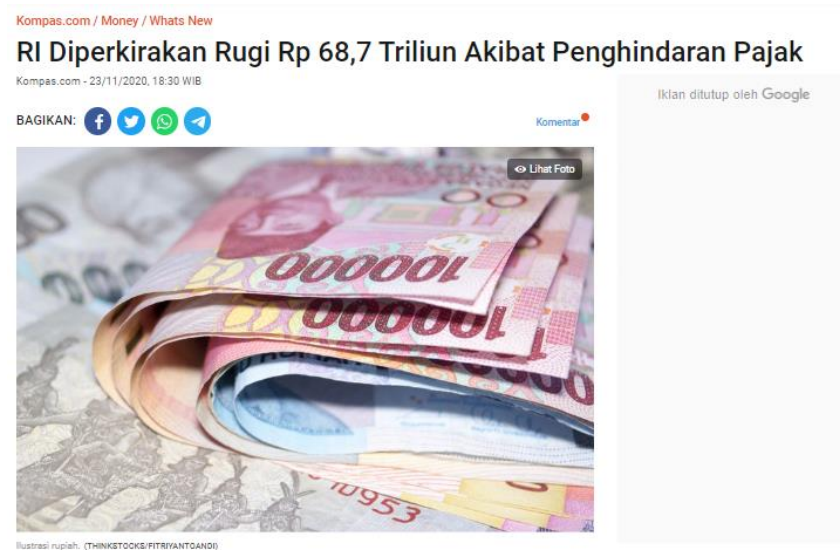 Kompas.com / Money / Whats New
RI Diperkirakan Rugi Rp 68,7 Triliun Akibat Penghindaran Pajak
Kompas.com - 23/11/2020, 18:30 WIB
Iklan ditutup oleh Google
BAGIKAN:
Komentar
Lihat Foto
100000
100000
10953
Ilustrasi rupiah. (THINKSTOCKS/FITRIYANTOANDI)